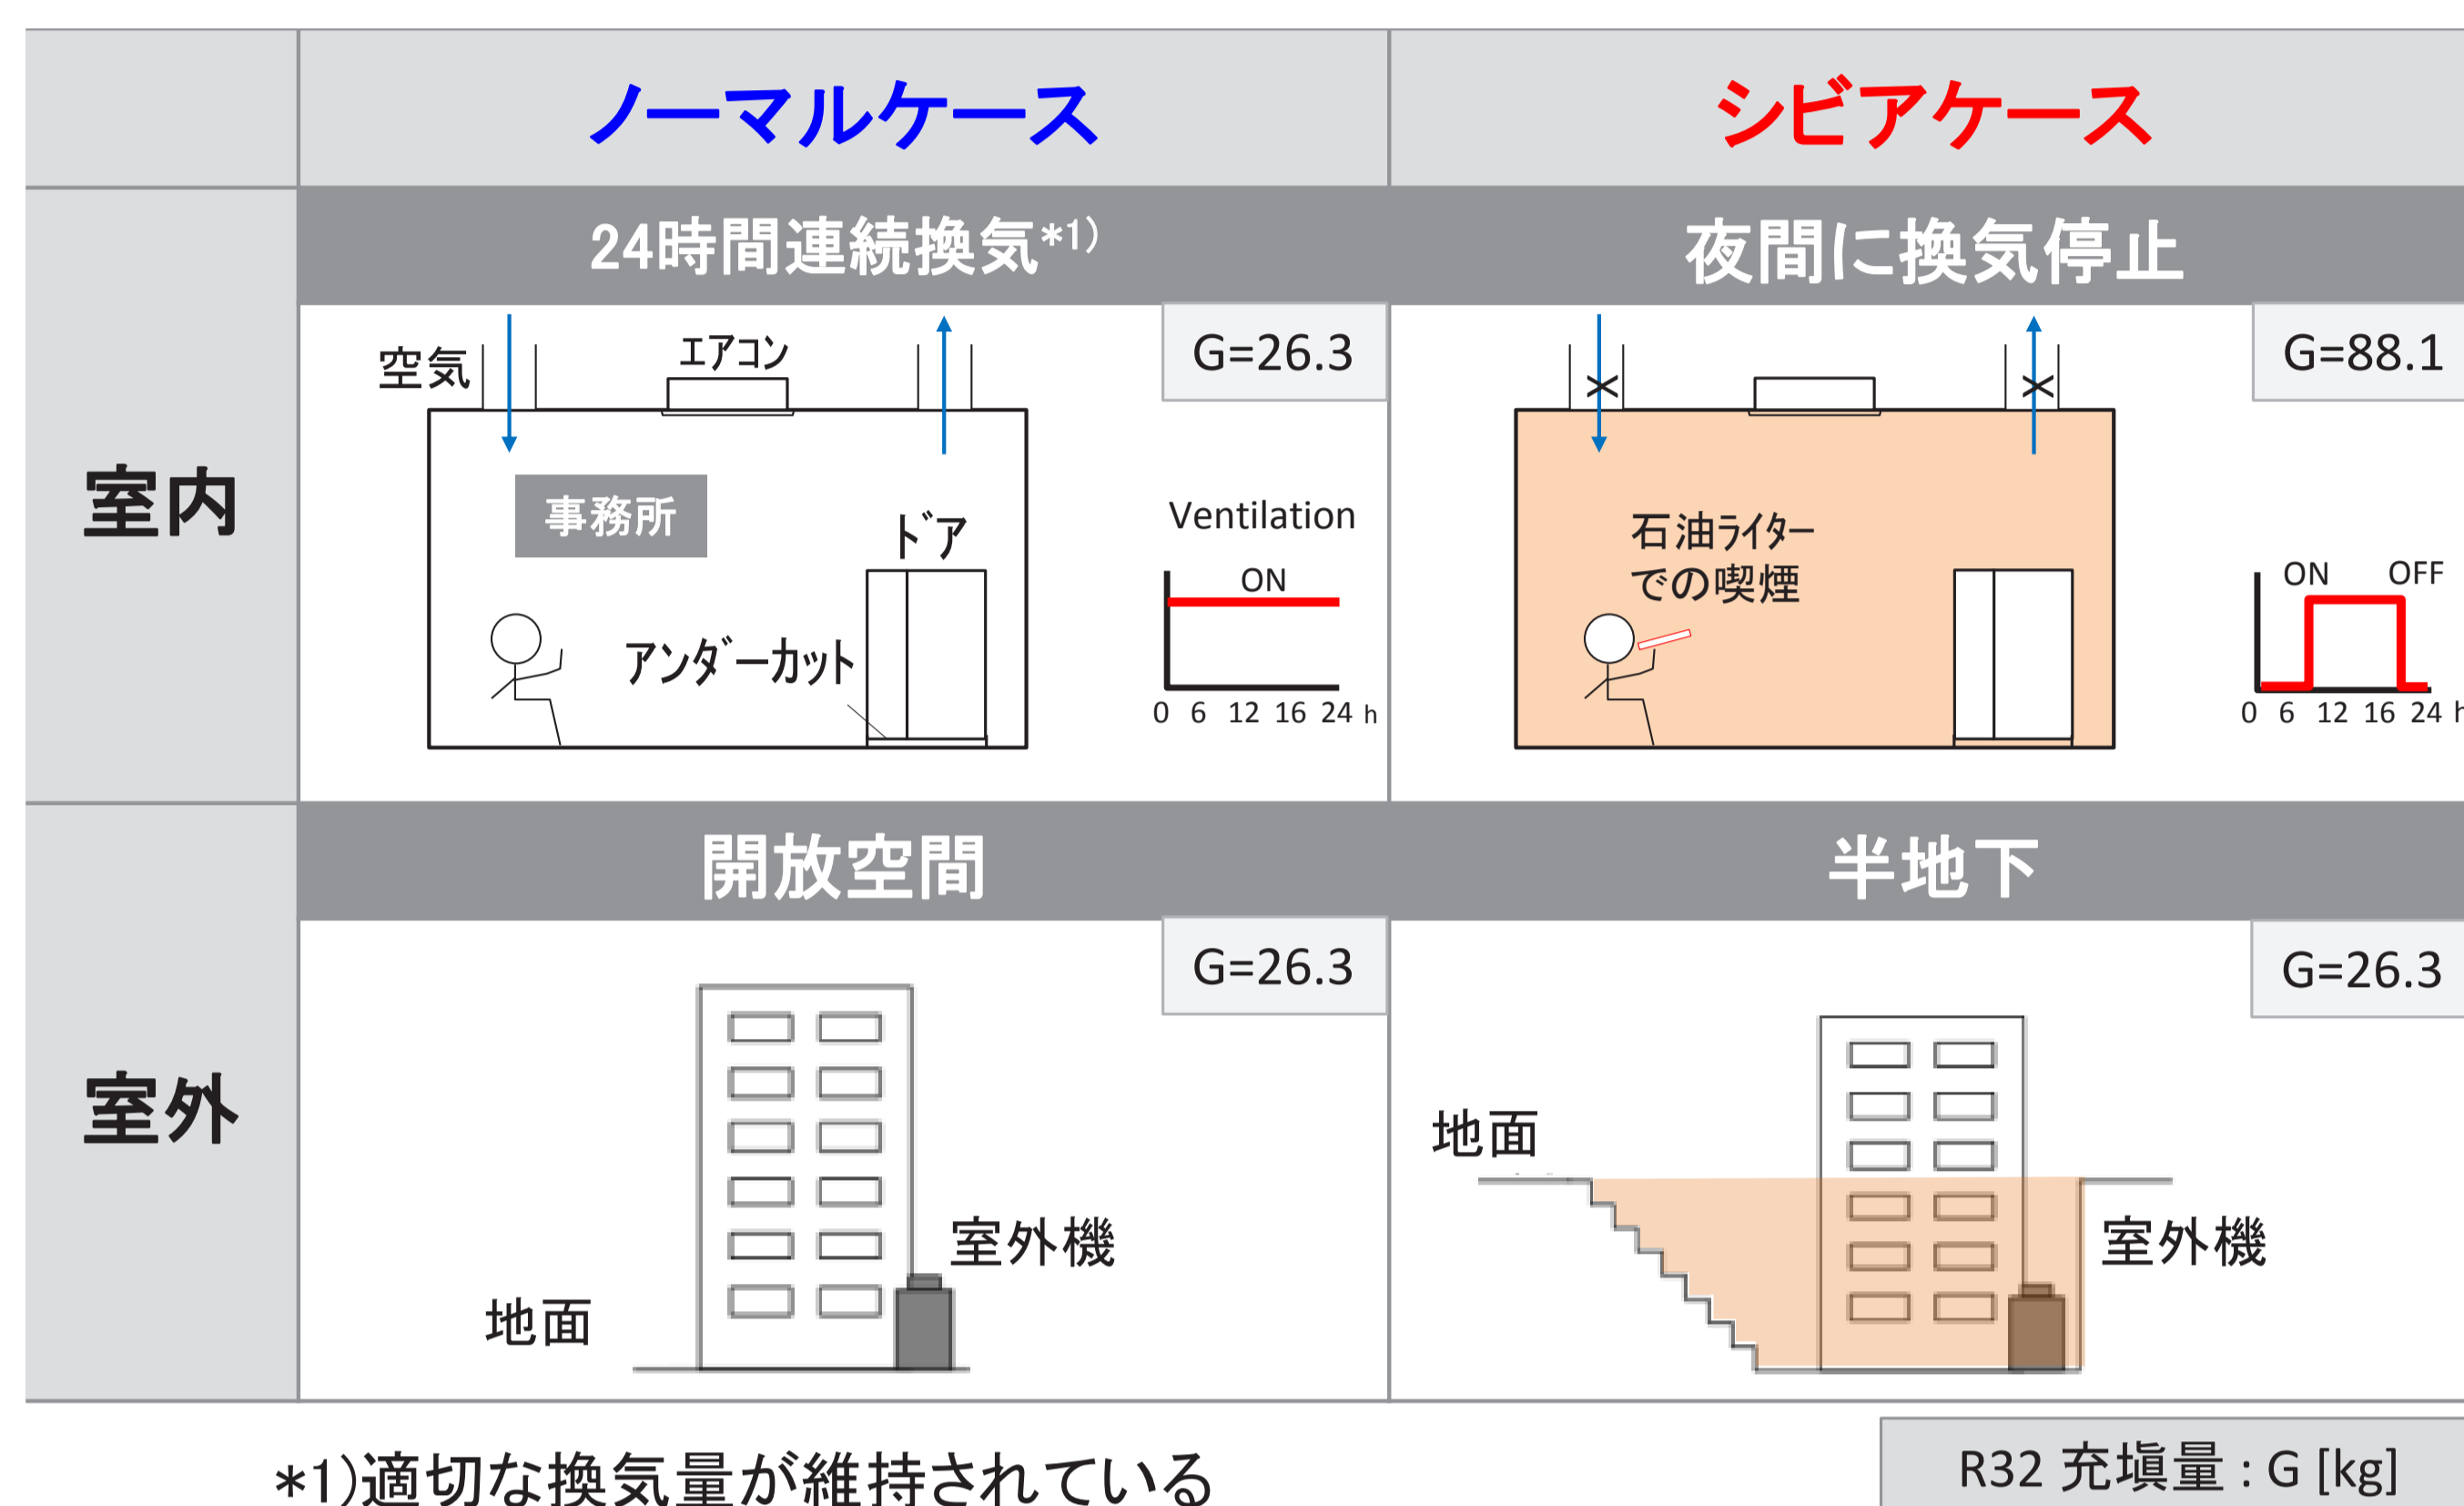 ノーマルケース
シビアケース
室内
24時間連続換気*1)
夜間に換気停止
空気
エアコン
G=26.3
事務所
ドア
アンダーカット
Ventilation
ON
0 6 12 16 24 h
G=88.1
石油ライター
での喫煙
ON OFF
0 6 12 16 24 h
室外
開放空間
半地下
G=26.3
室外機
地面
G=26.3
地面
室外機
*1)適切な換気量が維持されている
R32 充塡量 : G [kg]